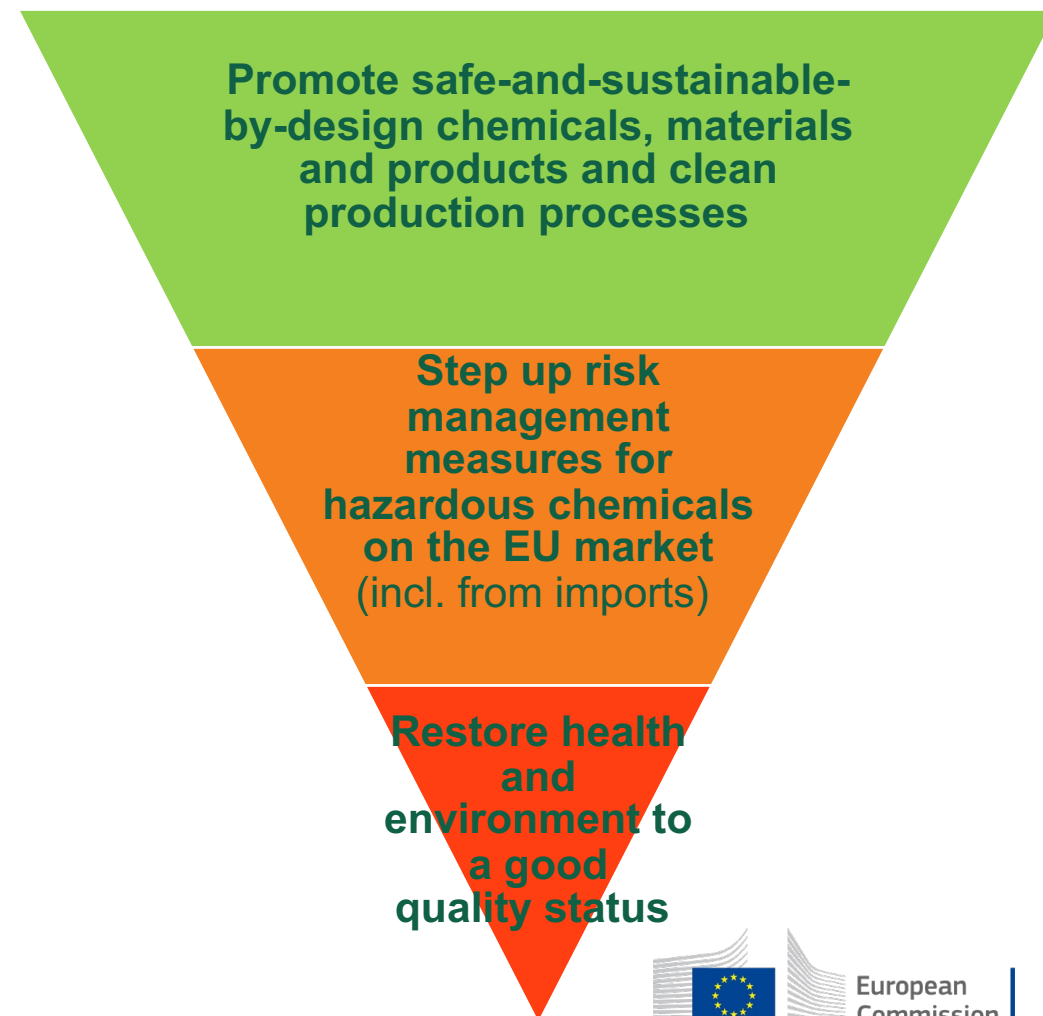 Promote safe-and-sustainable-
by-design chemicals, materials
and products and clean
production processes
Step up risk
management
measures for
hazardous chemicals
on the EU market
(incl. from imports)
Restore health
and
environment to
a good
quality status
European
Commission